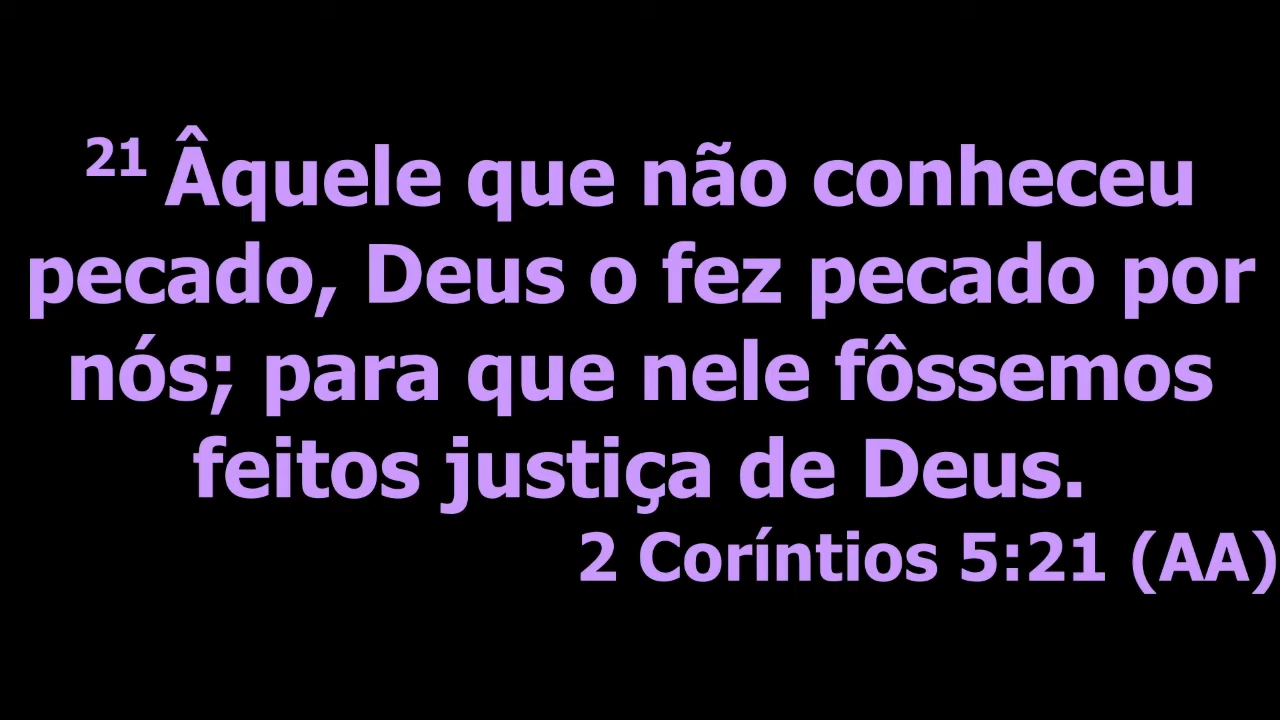 21 Âquele que não conheceu
pecado, Deus o fez pecado por
nós; para que nele fôssemos
feitos justiça de Deus.
2 Coríntios 5:21 (AA)